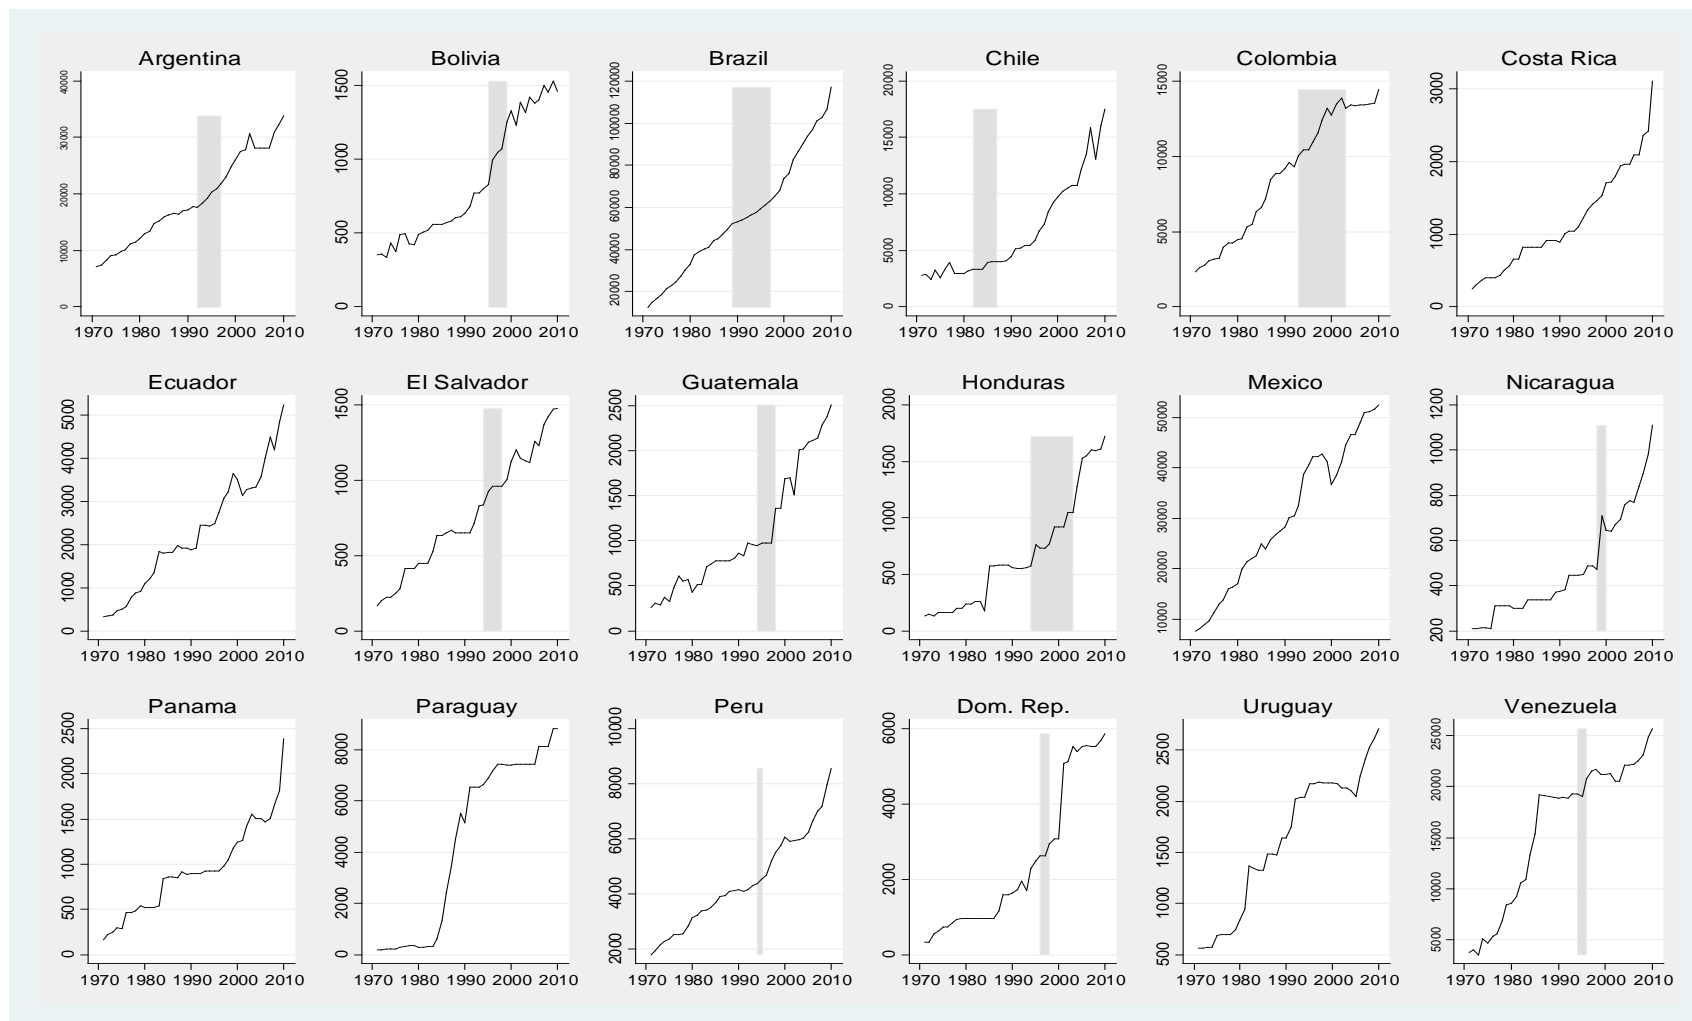 Argentina Bolivia Brazil Chile Colombia Costa Rica
0 10000 20000 30000 40000
1970 1980 1990 2000 2010
0 500 1000 1500
1970 1980 1990 2000 2010
20000 40000 60000 80000 100000 120000
1970 1980 1990 2000 2010
0 5000 10000 15000 20000
1970 1980 1990 2000 2010
0 5000 10000 15000
1970 1980 1990 2000 2010
0 1000 2000 3000
1970 1980 1990 2000 2010
Ecuador El Salvador Guatemala Honduras Mexico Nicaragua
0 1000 2000 3000 4000 5000
1970 1980 1990 2000 2010
0 500 1000 1500
1970 1980 1990 2000 2010
0 500 1000 1500 2000 2500
1970 1980 1990 2000 2010
0 500 1000 1500 2000
1970 1980 1990 2000 2010
10000 20000 30000 40000 50000
1970 1980 1990 2000 2010
200 400 600 800 1000 1200
1970 1980 1990 2000 2010
Panama Paraguay Peru Dom. Rep. Uruguay Venezuela
0 500 1000 1500 2000 2500
1970 1980 1990 2000 2010
0 2000 4000 6000 8000
1970 1980 1990 2000 2010
2000 4000 6000 8000 10000
1970 1980 1990 2000 2010
0 2000 4000 6000
1970 1980 1990 2000 2010
500 1000 1500 2000 2500
1970 1980 1990 2000 2010
5000 10000 15000 20000 25000
1970 1980 1990 2000 2010